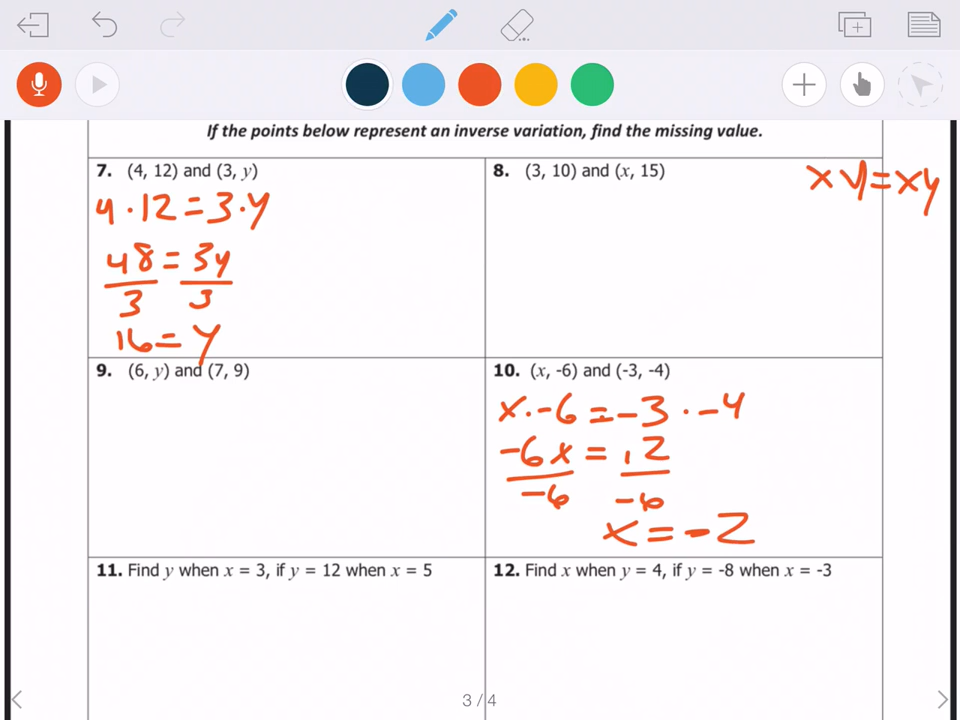 If the points below represent an inverse variation, find the missing value.
7. (4, 12) and (3, y)
4 · 12 = 3 · y
48 = 3y
3 3
16 = y
8. (3, 10) and (x, 15)
xy = xy
9. (6, y) and (7, 9)
10. (x, -6) and (-3, -4)
x · -6 = -3 · -4
-6x = 12
-6 -6
x = -2
11. Find y when x = 3, if y = 12 when x = 5
12. Find x when y = 4, if y = -8 when x = -3
3 / 4